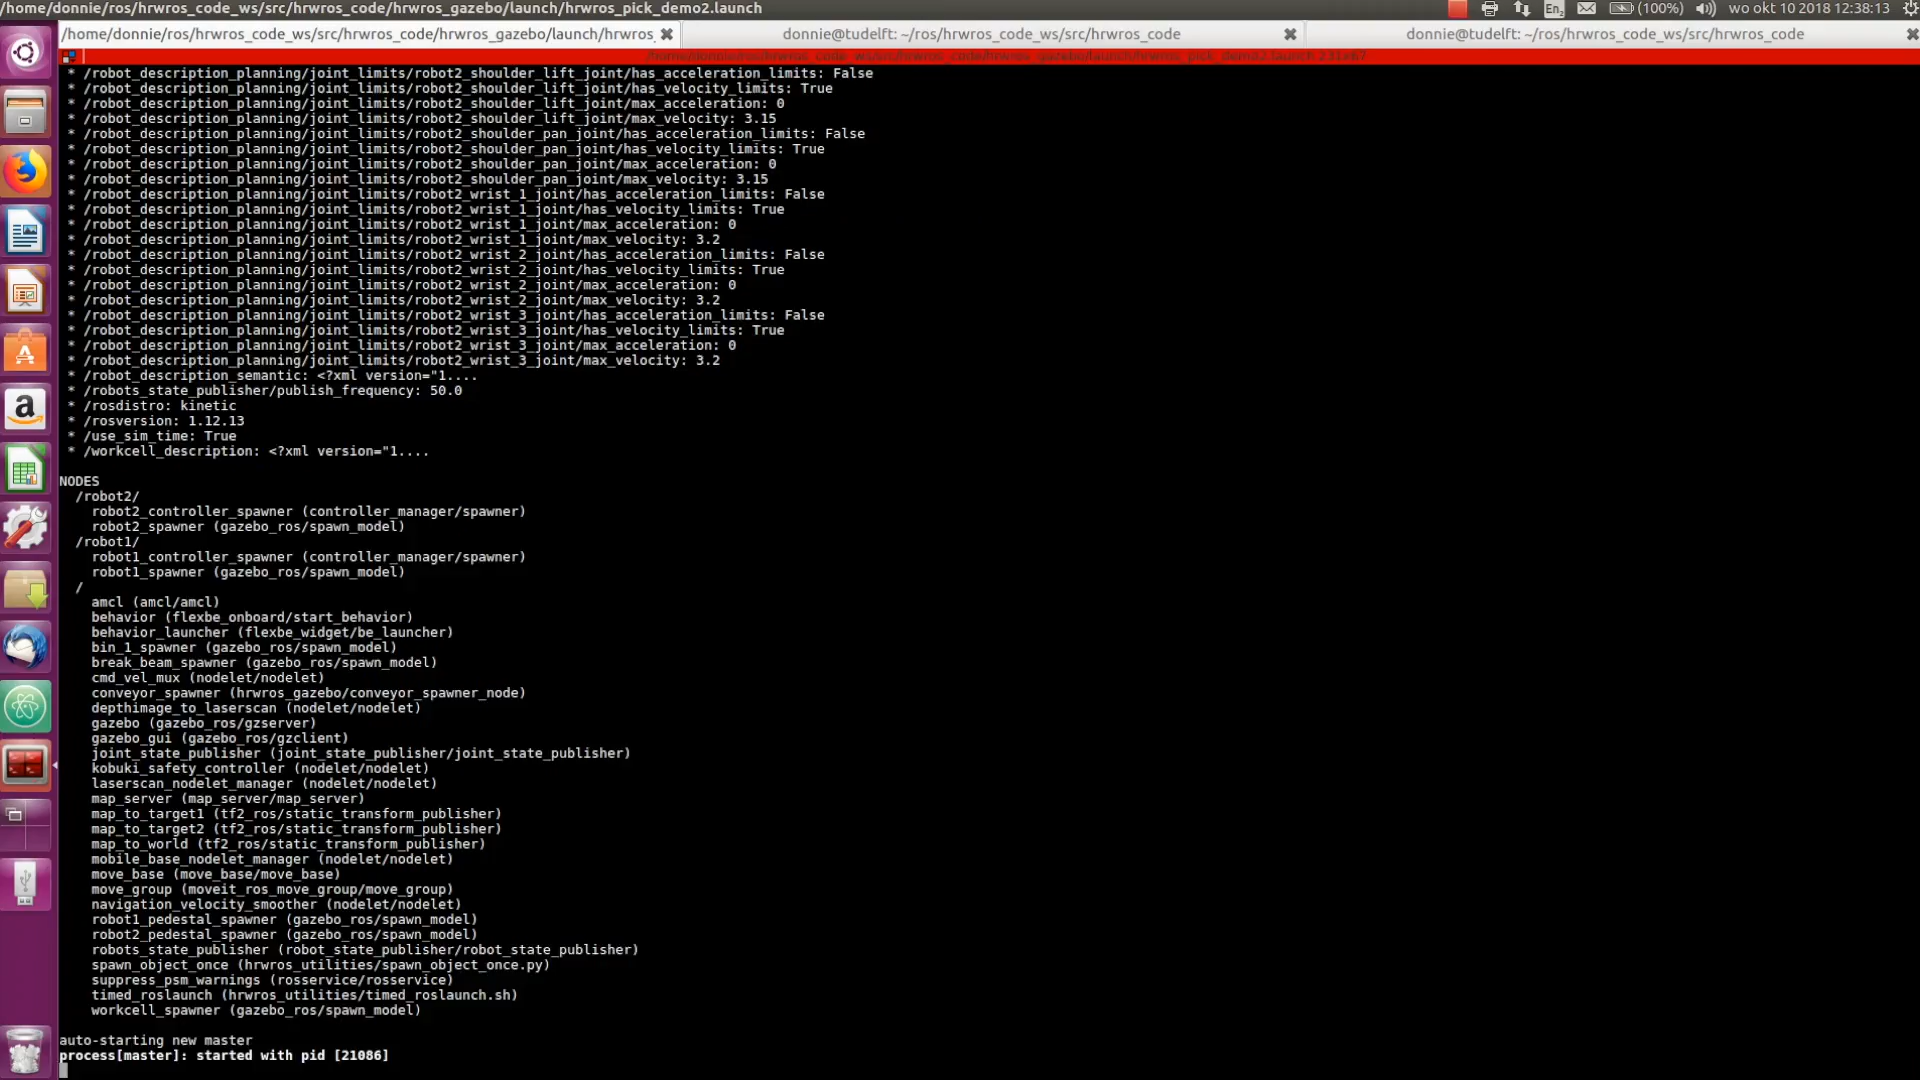 /home/donnie/ros/hrwros_code_ws/src/hrwros_code/hrwros_gazebo/launch/hrwros_pick_demo2.launch
En2 (100%) wo okt 10 2018 12:38:13
/home/donnie/ros/hrwros_code_ws/src/hrwros_code/hrwros_gazebo/launch/hrwros_ donnie@tudelft: ~/ros/hrwros_code_ws/src/hrwros_code donnie@tudelft: ~/ros/hrwros_code_ws/src/hrwros_code
/home/donnie/ros/hrwros_code_ws/src/hrwros_code/hrwros_gazebo/launch/hrwros_pick_demo2.launch 231x67
* /robot_description_planning/joint_limits/robot2_shoulder_lift_joint/has_acceleration_limits: False
* /robot_description_planning/joint_limits/robot2_shoulder_lift_joint/has_velocity_limits: True
* /robot_description_planning/joint_limits/robot2_shoulder_lift_joint/max_acceleration: 0
* /robot_description_planning/joint_limits/robot2_shoulder_lift_joint/max_velocity: 3.15
* /robot_description_planning/joint_limits/robot2_shoulder_pan_joint/has_acceleration_limits: False
* /robot_description_planning/joint_limits/robot2_shoulder_pan_joint/has_velocity_limits: True
* /robot_description_planning/joint_limits/robot2_shoulder_pan_joint/max_acceleration: 0
* /robot_description_planning/joint_limits/robot2_shoulder_pan_joint/max_velocity: 3.15
* /robot_description_planning/joint_limits/robot2_wrist_1_joint/has_acceleration_limits: False
* /robot_description_planning/joint_limits/robot2_wrist_1_joint/has_velocity_limits: True
* /robot_description_planning/joint_limits/robot2_wrist_1_joint/max_acceleration: 0
* /robot_description_planning/joint_limits/robot2_wrist_1_joint/max_velocity: 3.2
* /robot_description_planning/joint_limits/robot2_wrist_2_joint/has_acceleration_limits: False
* /robot_description_planning/joint_limits/robot2_wrist_2_joint/has_velocity_limits: True
* /robot_description_planning/joint_limits/robot2_wrist_2_joint/max_acceleration: 0
* /robot_description_planning/joint_limits/robot2_wrist_2_joint/max_velocity: 3.2
* /robot_description_planning/joint_limits/robot2_wrist_3_joint/has_acceleration_limits: False
* /robot_description_planning/joint_limits/robot2_wrist_3_joint/has_velocity_limits: True
* /robot_description_planning/joint_limits/robot2_wrist_3_joint/max_acceleration: 0
* /robot_description_planning/joint_limits/robot2_wrist_3_joint/max_velocity: 3.2
* /robot_description_semantic: <?xml version="1....
* /robots_state_publisher/publish_frequency: 50.0
* /rosdistro: kinetic
* /rosversion: 1.12.13
* /use_sim_time: True
* /workcell_description: <?xml version="1....
NODES
/robot2/
robot2_controller_spawner (controller_manager/spawner)
robot2_spawner (gazebo_ros/spawn_model)
/robot1/
robot1_controller_spawner (controller_manager/spawner)
robot1_spawner (gazebo_ros/spawn_model)
/
amcl (amcl/amcl)
behavior (flexbe_onboard/start_behavior)
behavior_launcher (flexbe_widget/be_launcher)
bin_1_spawner (gazebo_ros/spawn_model)
break_beam_spawner (gazebo_ros/spawn_model)
cmd_vel_mux (nodelet/nodelet)
conveyor_spawner (hrwros_gazebo/conveyor_spawner_node)
depthimage_to_laserscan (nodelet/nodelet)
gazebo (gazebo_ros/gzserver)
gazebo_gui (gazebo_ros/gzclient)
joint_state_publisher (joint_state_publisher/joint_state_publisher)
kobuki_safety_controller (nodelet/nodelet)
laserscan_nodelet_manager (nodelet/nodelet)
map_server (map_server/map_server)
map_to_target1 (tf2_ros/static_transform_publisher)
map_to_target2 (tf2_ros/static_transform_publisher)
map_to_world (tf2_ros/static_transform_publisher)
mobile_base_nodelet_manager (nodelet/nodelet)
move_base (move_base/move_base)
move_group (moveit_ros_move_group/move_group)
navigation_velocity_smoother (nodelet/nodelet)
robot1_pedestal_spawner (gazebo_ros/spawn_model)
robot2_pedestal_spawner (gazebo_ros/spawn_model)
robots_state_publisher (robot_state_publisher/robot_state_publisher)
spawn_object_once (hrwros_utilities/spawn_object_once.py)
suppress_psm_warnings (rosservice/rosservice)
timed_roslaunch (hrwros_utilities/timed_roslaunch.sh)
workcell_spawner (gazebo_ros/spawn_model)
auto-starting new master
process[master]: started with pid [21086]